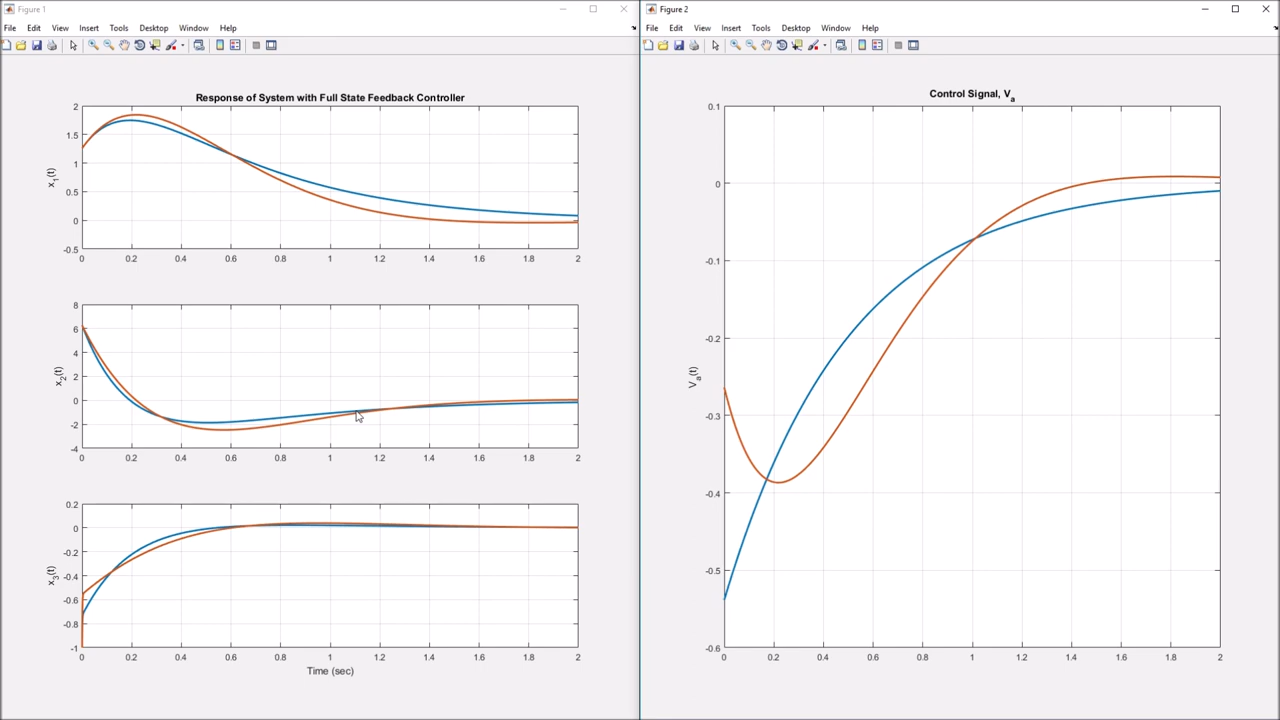 Figure 1
File Edit View Insert Tools Desktop Window Help
Response of System with Full State Feedback Controller
2
1.5
1
0.5
0
-0.5
x1(t)
0 0.2 0.4 0.6 0.8 1 1.2 1.4 1.6 1.8 2
8
6
4
2
0
-2
-4
x2(t)
0 0.2 0.4 0.6 0.8 1 1.2 1.4 1.6 1.8 2
0.2
0
-0.2
-0.4
-0.6
-0.8
-1
x3(t)
0 0.2 0.4 0.6 0.8 1 1.2 1.4 1.6 1.8 2
Time (sec)
Figure 2
File Edit View Insert Tools Desktop Window Help
Control Signal, Va
0.1
0
-0.1
-0.2
-0.3
-0.4
-0.5
-0.6
Va(t)
0 0.2 0.4 0.6 0.8 1 1.2 1.4 1.6 1.8 2